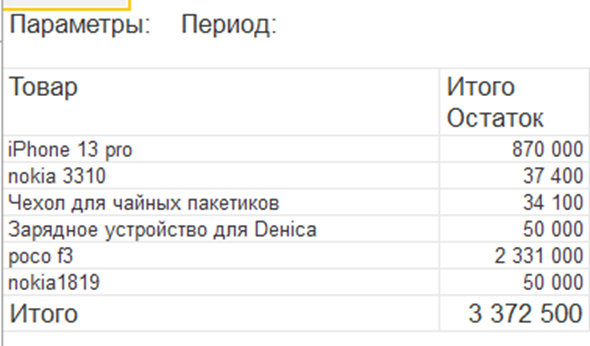 Параметры: Период:
Товар Итого
Остаток
iPhone 13 pro 870 000
nokia 3310 37 400
Чехол для чайных пакетиков 34 100
Зарядное устройство для Deніса 50 000
poco f3 2 331 000
nokia1819 50 000
Итого 3 372 500